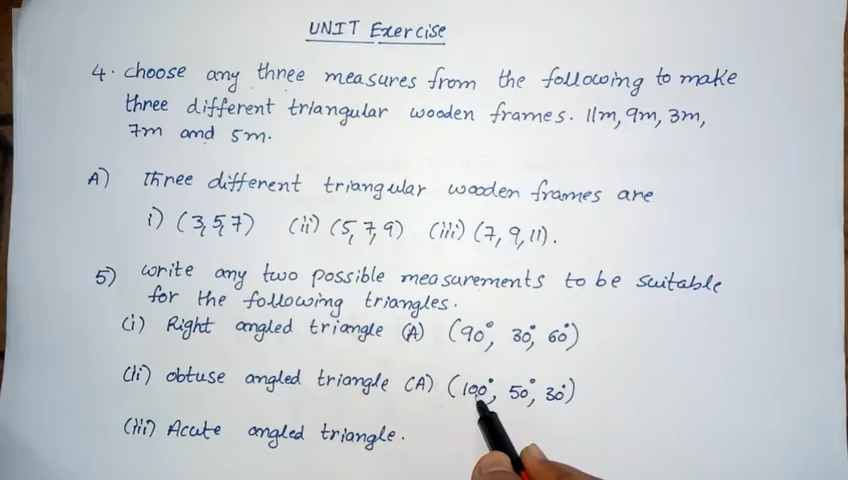 UNIT Exercise
4. choose any three measures from the following to make
three different triangular wooden frames. 11m, 9m, 3m,
7m and 5m.
A) three different triangular wooden frames are
i) (3,5,7) (ii) (5,7,9) (iii) (7,9,11).
5) write any two possible measurements to be suitable
for the following triangles.
(i) Right angled triangle (A) (90°, 30°, 60°)
(ii) obtuse angled triangle (A) (100°, 50°, 30°)
(iii) Acute angled triangle.